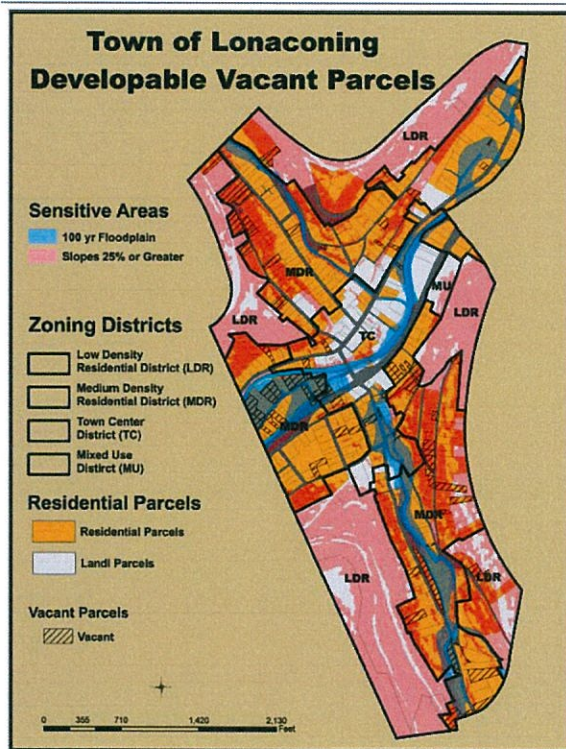 Town of Lonaconing
Developable Vacant Parcels
Sensitive Areas
100 yr Floodplain
Slopes 25% or Greater
Zoning Districts
Low Density
Residential District (LDR)
Medium Density
Residential District (MDR)
Town Center
District (TC)
Mixed Use
Distirct (MU)
Residential Parcels
Residential Parcels
Landl Parcels
Vacant Parcels
Vacant
0 355 710 1,420 2,130
Feet
LDR
MDR
MU
LDR
LDR
TC
MDR
MDR
LDR
LDR